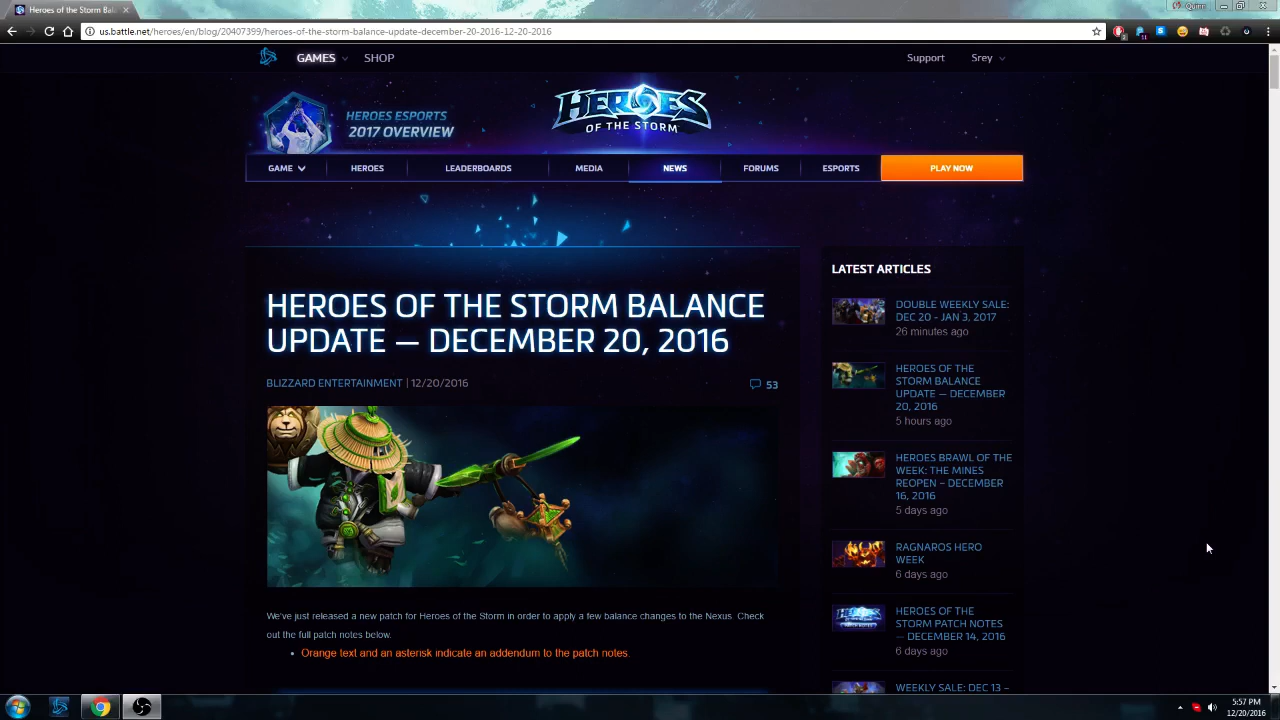 Heroes of the Storm Balan
Quinn
us.battle.net/heroes/en/blog/20407399/heroes-of-the-storm-balance-update-december-20-2016-12-20-2016
GAMES SHOP Support Srey
HEROES ESPORTS
2017 OVERVIEW
HEROES
OF THE STORM
GAME HEROES LEADERBOARDS MEDIA NEWS FORUMS ESPORTS PLAY NOW
HEROES OF THE STORM BALANCE
UPDATE — DECEMBER 20, 2016
BLIZZARD ENTERTAINMENT | 12/20/2016 53
We've just released a new patch for Heroes of the Storm in order to apply a few balance changes to the Nexus. Check
out the full patch notes below.
• Orange text and an asterisk indicate an addendum to the patch notes.
LATEST ARTICLES
DOUBLE WEEKLY SALE:
DEC 20 - JAN 3, 2017
26 minutes ago
HEROES OF THE
STORM BALANCE
UPDATE — DECEMBER
20, 2016
5 hours ago
HEROES BRAWL OF THE
WEEK: THE MINES
REOPEN – DECEMBER
16, 2016
5 days ago
RAGNAROS HERO
WEEK
6 days ago
HEROES OF THE
STORM PATCH NOTES
— DECEMBER 14, 2016
6 days ago
WEEKLY SALE: DEC 13 –
5:57 PM
12/20/2016